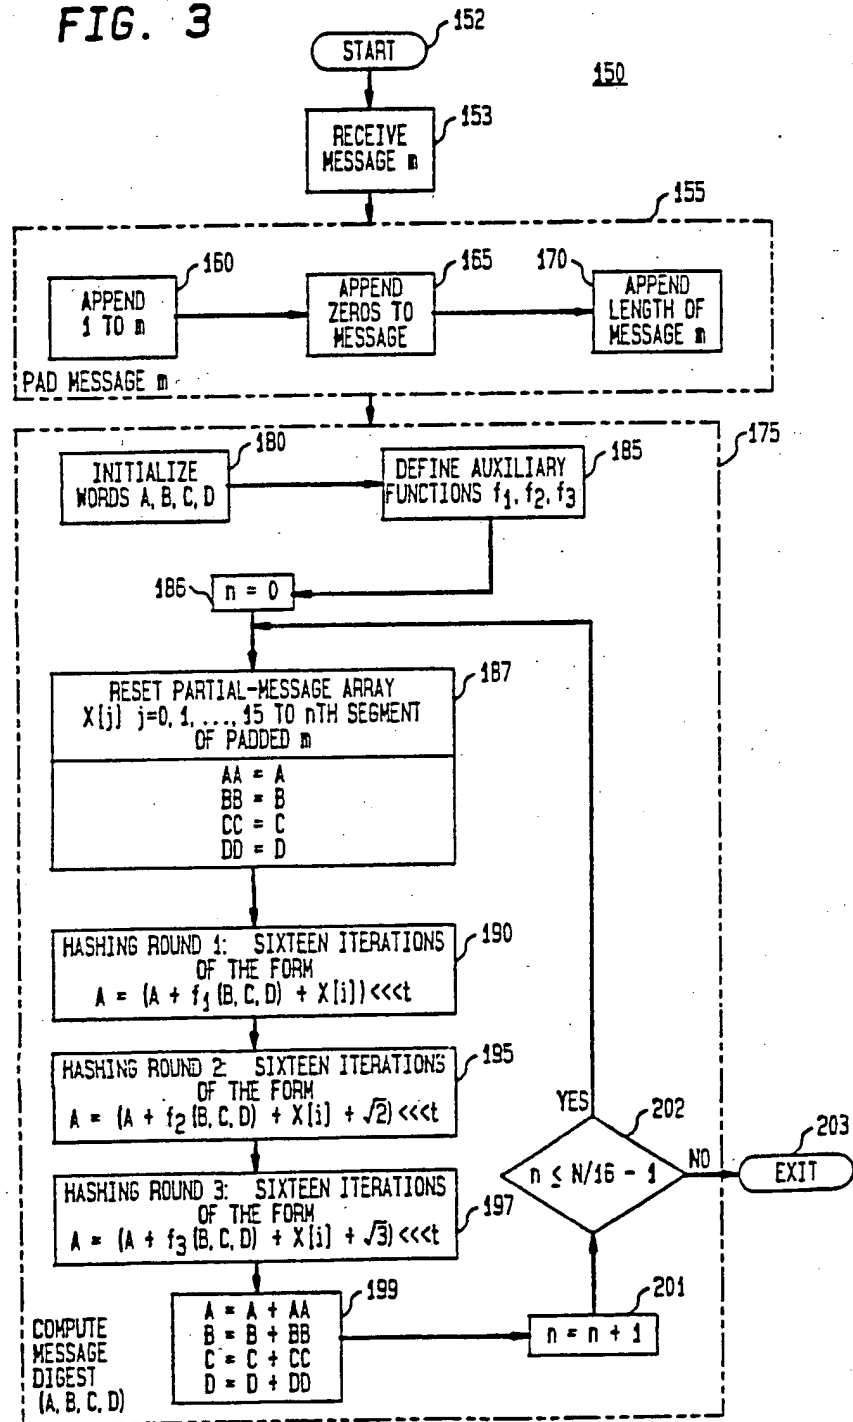 FIG. 3
152
START
150
153
RECEIVE
MESSAGE m
155
160
APPEND
1 TO m
165
APPEND
ZEROS TO
MESSAGE
170
APPEND
LENGTH OF
MESSAGE m
PAD MESSAGE m
175
180
INITIALIZE
WORDS A, B, C, D
185
DEFINE AUXILIARY
FUNCTIONS f₁, f₂, f₃
186
n = 0
187
RESET PARTIAL-MESSAGE ARRAY
X[j] j=0, 1, ..., 15 TO nTH SEGMENT
OF PADDED m
AA = A
BB = B
CC = C
DD = D
190
HASHING ROUND 1: SIXTEEN ITERATIONS
OF THE FORM
A = (A + f₁ (B, C, D) + X[i])<<<t
195
HASHING ROUND 2: SIXTEEN ITERATIONS
OF THE FORM
A = (A + f₂ (B, C, D) + X[i] + √2)<<<t
197
HASHING ROUND 3: SIXTEEN ITERATIONS
OF THE FORM
A = (A + f₃ (B, C, D) + X[i] + √3)<<<t
199
A = A + AA
B = B + BB
C = C + CC
D = D + DD
201
n = n + 1
202
n ≤ N/16 - 1
YES
NO
203
EXIT
COMPUTE
MESSAGE
DIGEST
(A, B, C, D)